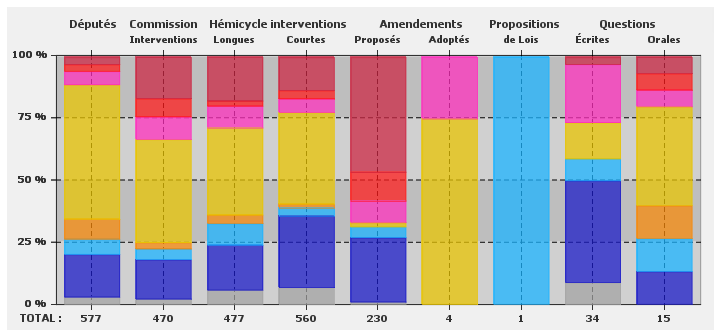 Députés Commission Hémicycle interventions Amendements Propositions Questions
Interventions Longues Courtes Proposés Adoptés de Lois Écrites Orales
100 %
75 %
50 %
25 %
0 %
TOTAL : 577 470 477 560 230 4 1 34 15